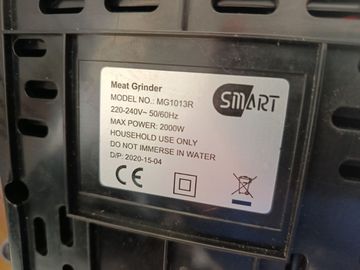 Meat Grinder
SMART
MODEL NO.: MG1013R
220-240V~ 50/60Hz
MAX POWER: 2000W
HOUSEHOLD USE ONLY
DO NOT IMMERSE IN WATER
D/P: 2020-15-04
CE